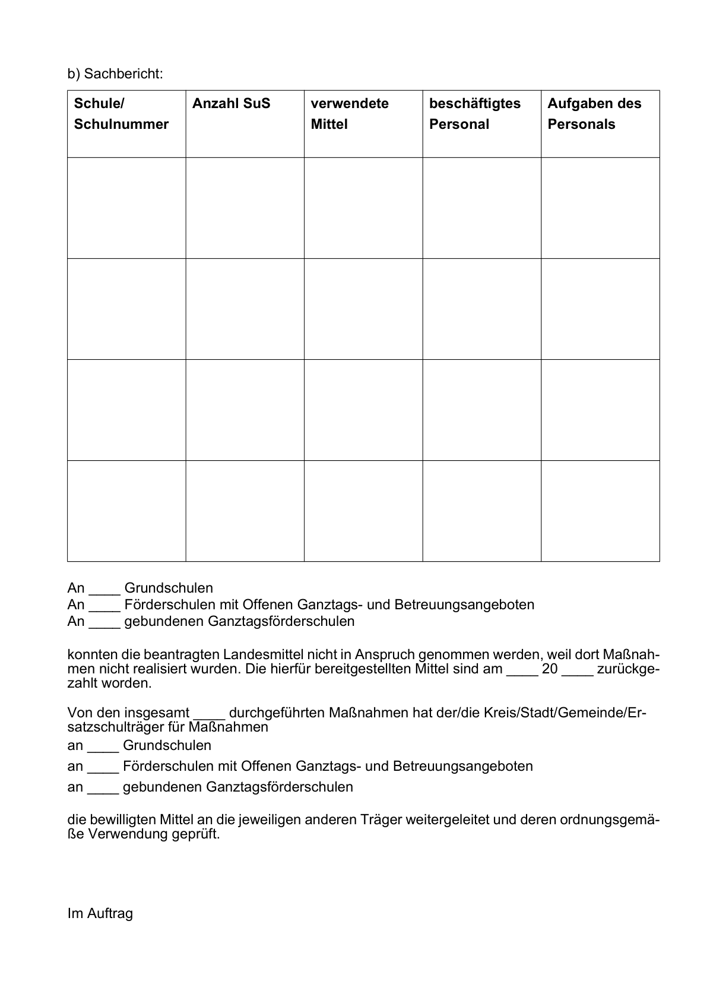 b) Sachbericht:
Schule/
Schulnummer
Anzahl SuS
verwendete
Mittel
beschäftigtes
Personal
Aufgaben des
Personals
An ____ Grundschulen
An ____ Förderschulen mit Offenen Ganztags- und Betreuungsangeboten
An ____ gebundenen Ganztagsförderschulen
konnten die beantragten Landesmittel nicht in Anspruch genommen werden, weil dort Maßnah-
men nicht realisiert wurden. Die hierfür bereitgestellten Mittel sind am ____ 20 ____ zurückge-
zahlt worden.
Von den insgesamt ____ durchgeführten Maßnahmen hat der/die Kreis/Stadt/Gemeinde/Er-
satzschulträger für Maßnahmen
an ____ Grundschulen
an ____ Förderschulen mit Offenen Ganztags- und Betreuungsangeboten
an ____ gebundenen Ganztagsförderschulen
die bewilligten Mittel an die jeweiligen anderen Träger weitergeleitet und deren ordnungsgemä-
ße Verwendung geprüft.
Im Auftrag